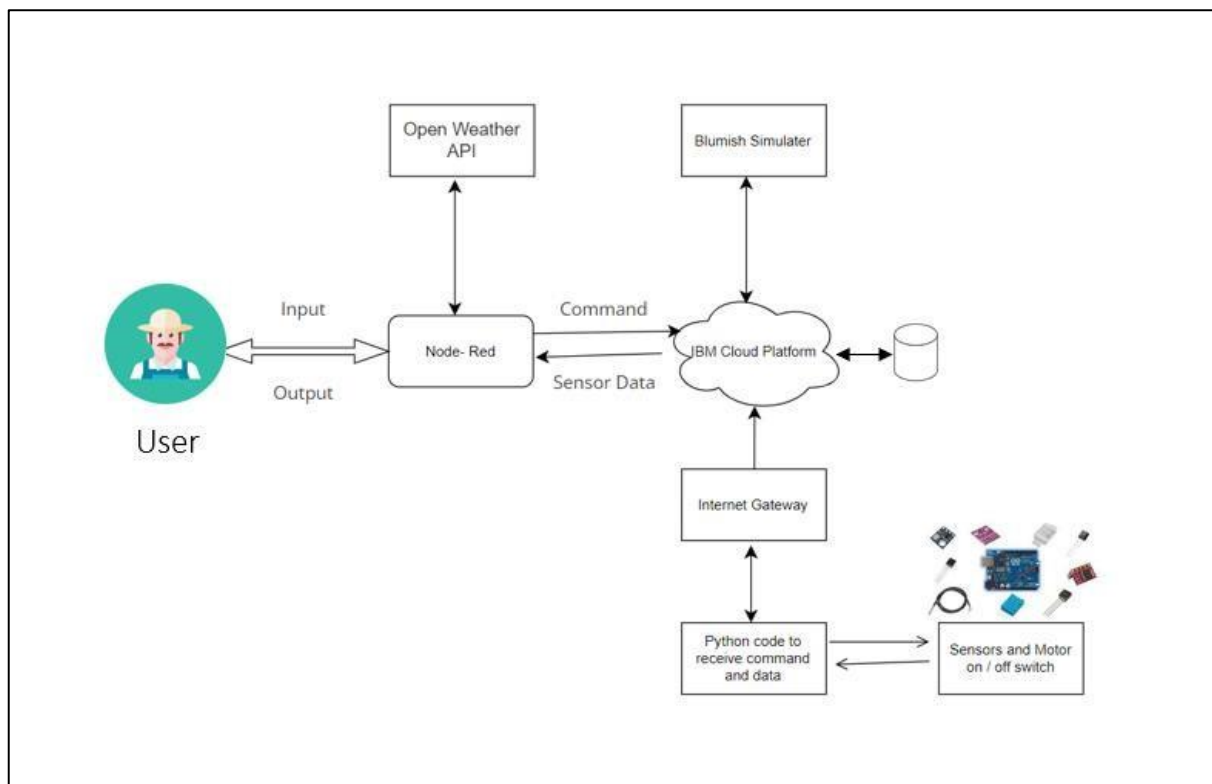 Open Weather
API
Blumish Simulater
Input
Command
Node- Red
IBM Cloud Platform
Output
Sensor Data
User
Internet Gateway
Python code to
receive command
and data
Sensors and Motor
on / off switch